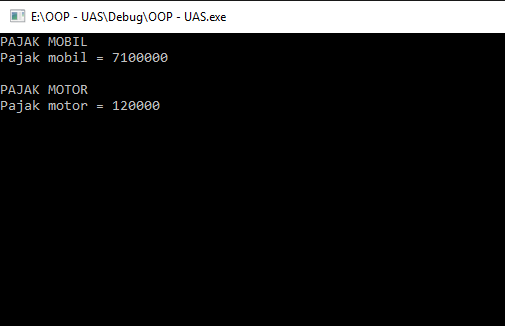 E:\OOP - UAS\Debug\OOP - UAS.exe
PAJAK MOBIL
Pajak mobil = 7100000
PAJAK MOTOR
Pajak motor = 120000